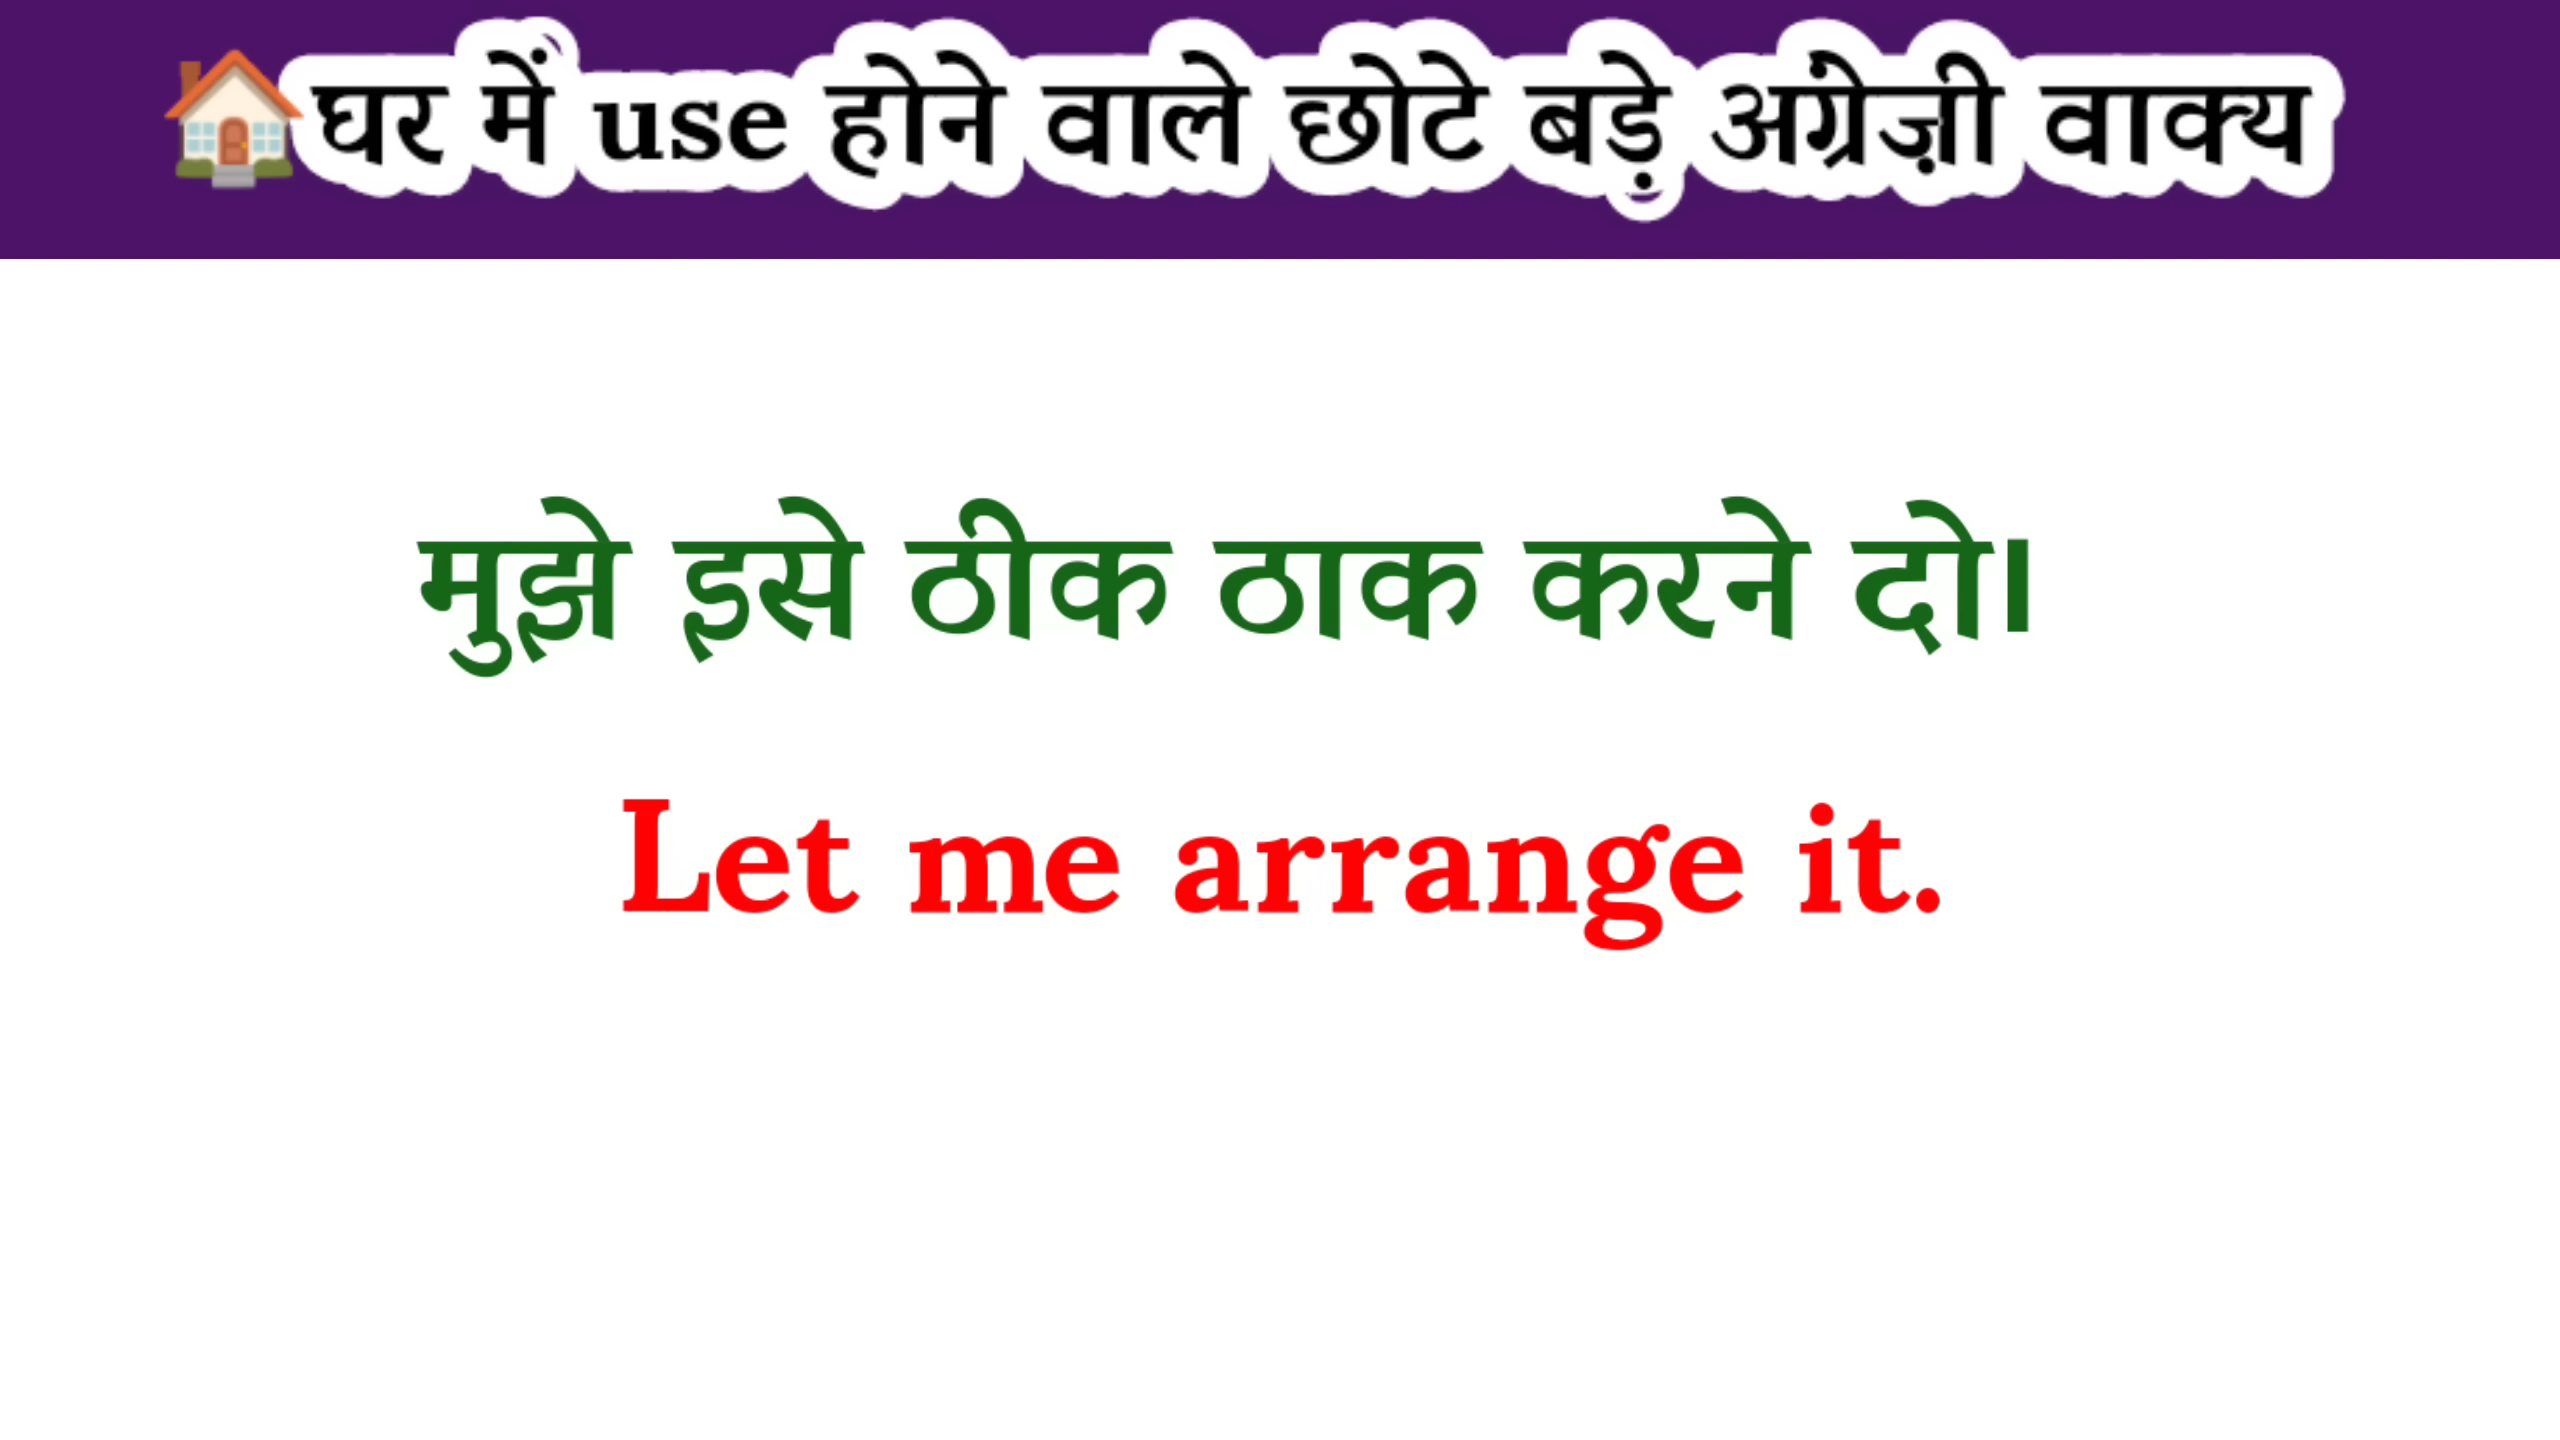 घर में use होने वाले छोटे बड़े अंग्रेज़ी वाक्य
मुझे इसे ठीक ठाक करने दो।
Let me arrange it.